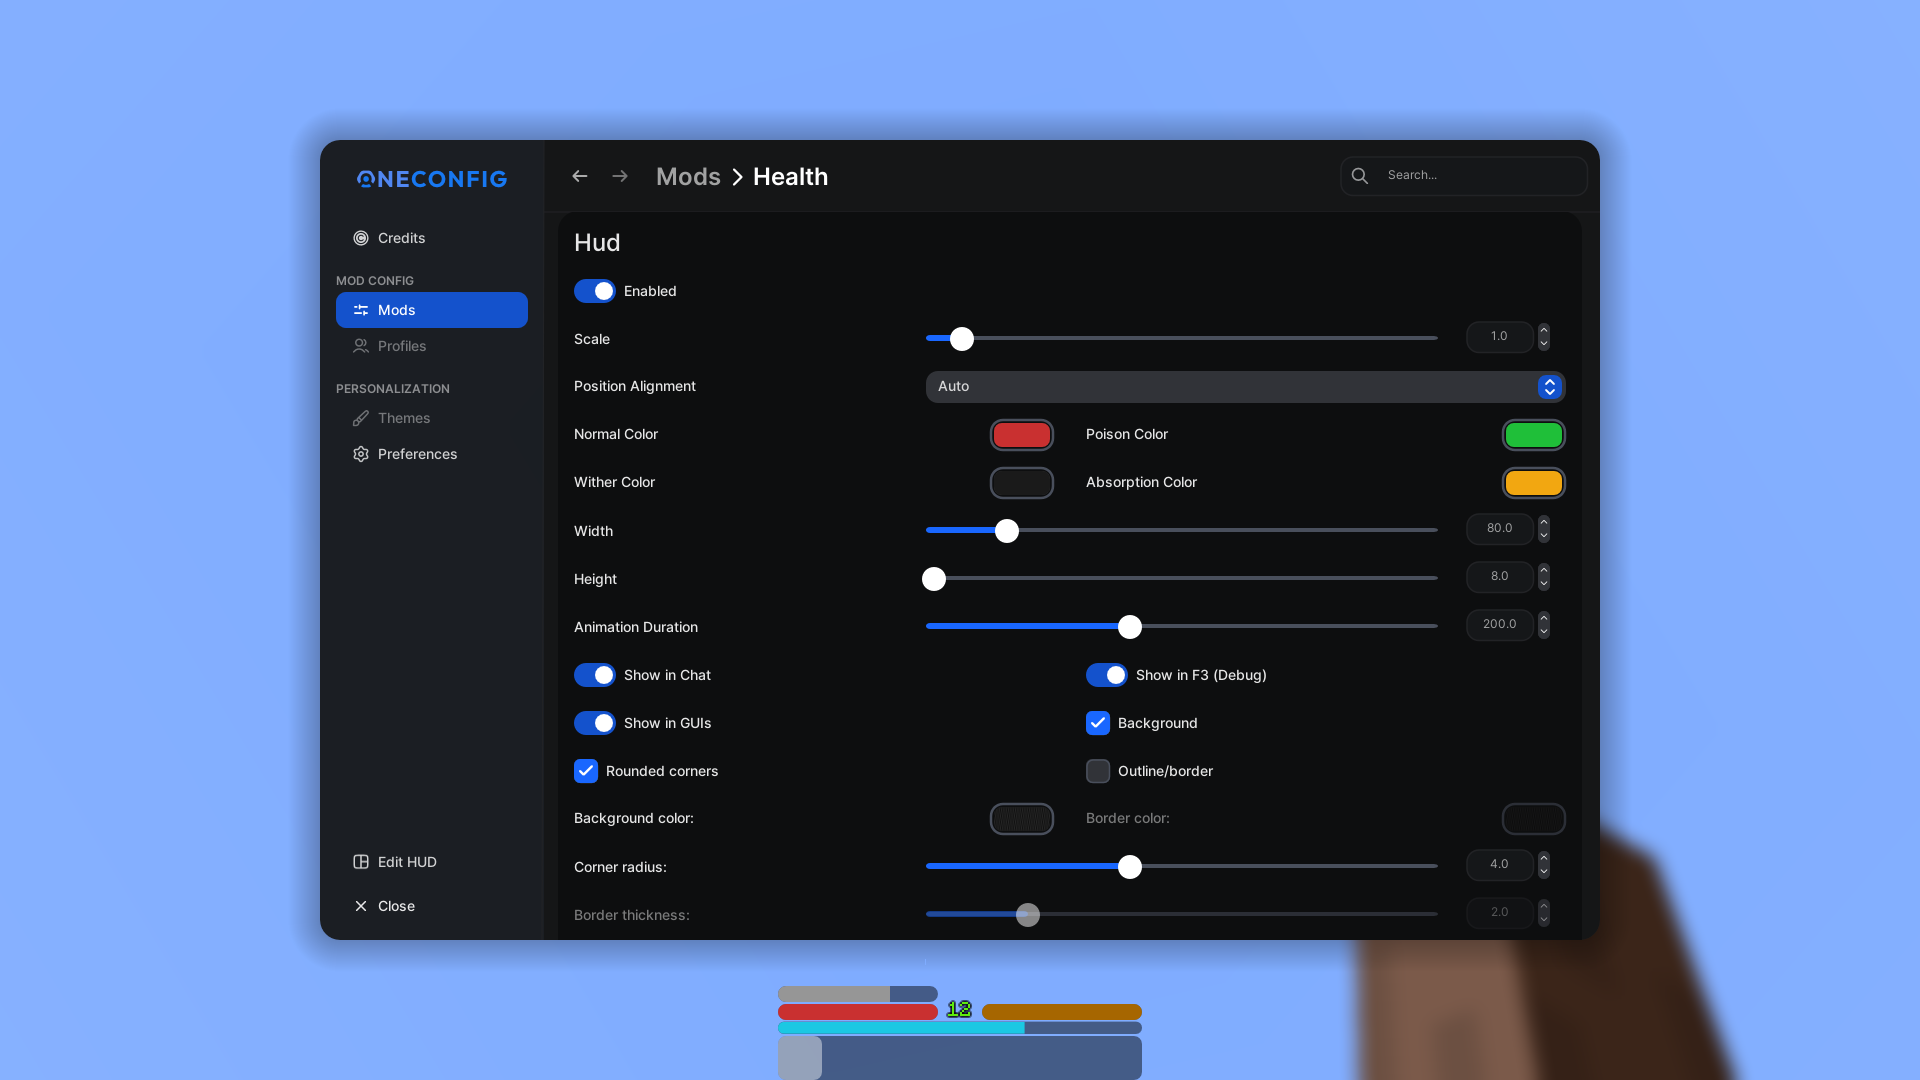 ONECONFIG
Mods > Health
Search...
Credits
MOD CONFIG
Mods
Profiles
PERSONALIZATION
Themes
Preferences
Edit HUD
Close
Hud
Enabled
Scale 1.0
Position Alignment Auto
Normal Color Poison Color
Wither Color Absorption Color
Width 80.0
Height 8.0
Animation Duration 200.0
Show in Chat Show in F3 (Debug)
Show in GUIs Background
Rounded corners Outline/border
Background color: Border color:
Corner radius: 4.0
Border thickness: 2.0
12